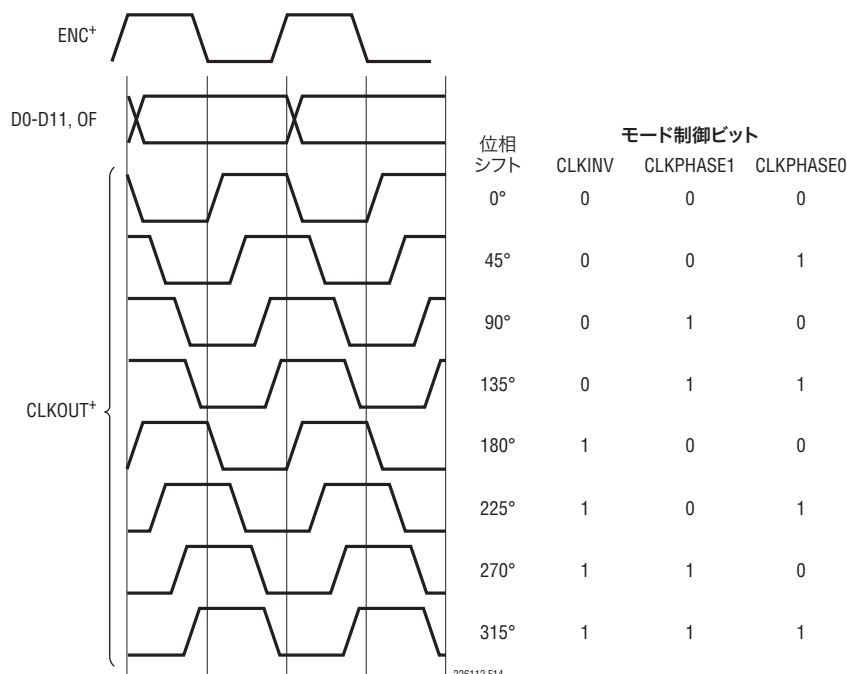 ENC+
D0-D11, OF
位相
シフト
モード制御ビット
CLKINV CLKPHASE1 CLKPHASE0
0° 0 0 0
45° 0 0 1
90° 0 1 0
135° 0 1 1
CLKOUT+
180° 1 0 0
225° 1 0 1
270° 1 1 0
315° 1 1 1